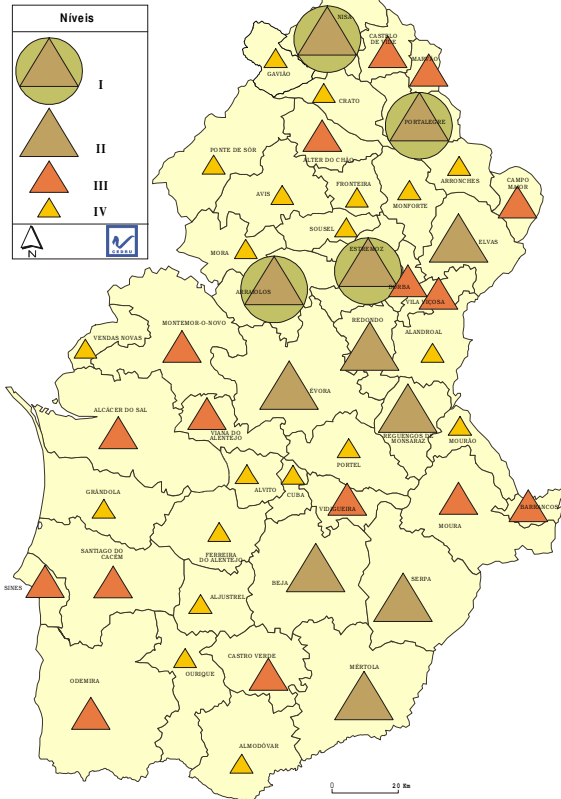 Níveis
I
II
III
IV
N
GEGRU
NISA
GAVIÃO
CASTELO
DE VIDE
MARVÃO
CRATO
PORTALEGRE
PONTE DE SÔR
ALTER DO CHÃO
ARRONCHES
CAMPO
MAIOR
AVIS
FRONTEIRA
MONFORTE
SOUSEL
ELVAS
MORA
ESTREMOZ
ARRAIOLOS
BORBA
VILA VIÇOSA
VENDAS NOVAS
MONTEMOR-O-NOVO
REDONDO
ALANDROAL
ÉVORA
ALCÁCER DO SAL
VIANA DO
ALENTEJO
REGUENGOS DE
MONSARAZ
MOURÃO
PORTEL
ALVITO
CUBA
GRÂNDOLA
VIDIGUEIRA
MOURA
BARRANCOS
FERREIRA
DO ALENTEJO
SANTIAGO DO
CACÉM
SINES
BEJA
SERPA
ALJUSTREL
CASTRO VERDE
OURIQUE
MÉRTOLA
ODEMIRA
ALMODÔVAR
0 20 Km